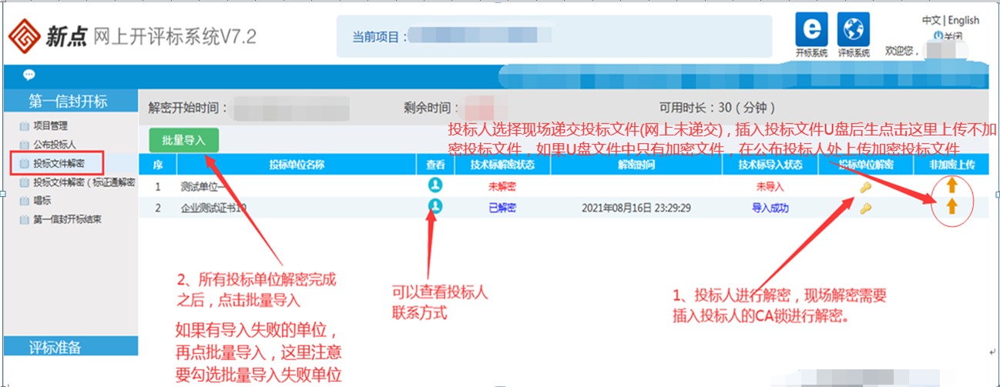 新点 网上开评标系统V7.2
当前项目：
开标系统
评标系统
中文 | English
关闭
欢迎您，
第一信封开标
项目管理
公布投标人
投标文件解密
投标文件解密（标证通解密
唱标
第一信封开标结束
评标准备
解密开始时间：
剩余时间：
可用时长：30（分钟）
批量导入
投标人选择现场递交投标文件(网上未递交)，插入投标文件U盘后生点击这里上传不加
密投标文件，如果U盘文件中只有加密文件，在公布投标人处上传加密投标文件
序 投标单位名称 查看 技术标解密状态 解密时间 技术标导入状态 投标单位解密 非加密上传
1 测试单位一 未解密 未导入
2 企业测试证书10 已解密 2021年08月16日 23:29:29 导入成功
2、所有投标单位解密完成
之后，点击批量导入
如果有导入失败的单位，
再点批量导入，这里注意
要勾选批量导入失败单位
可以查看投标人
联系方式
1、投标人进行解密，现场解密需要
插入投标人的CA锁进行解密。